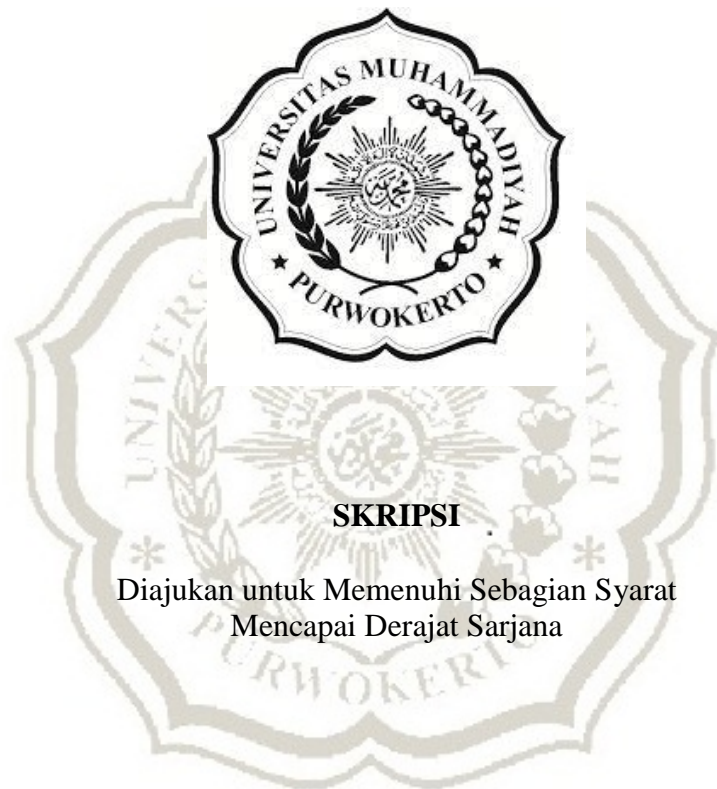 UNIVERSITAS MUHAMMADIYAH
PURWOKERTO
SKRIPSI
Diajukan untuk Memenuhi Sebagian Syarat
Mencapai Derajat Sarjana